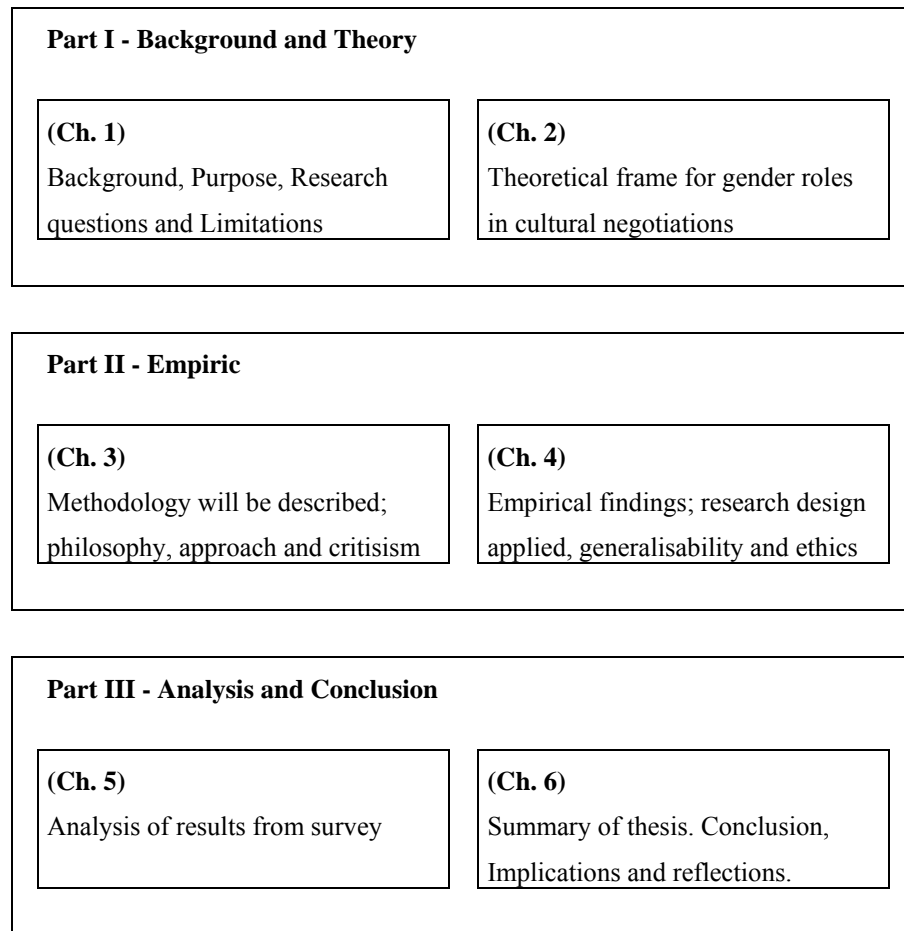 Part I - Background and Theory
(Ch. 1)
Background, Purpose, Research
questions and Limitations
(Ch. 2)
Theoretical frame for gender roles
in cultural negotiations
Part II - Empiric
(Ch. 3)
Methodology will be described;
philosophy, approach and critisism
(Ch. 4)
Empirical findings; research design
applied, generalisability and ethics
Part III - Analysis and Conclusion
(Ch. 5)
Analysis of results from survey
(Ch. 6)
Summary of thesis. Conclusion,
Implications and reflections.